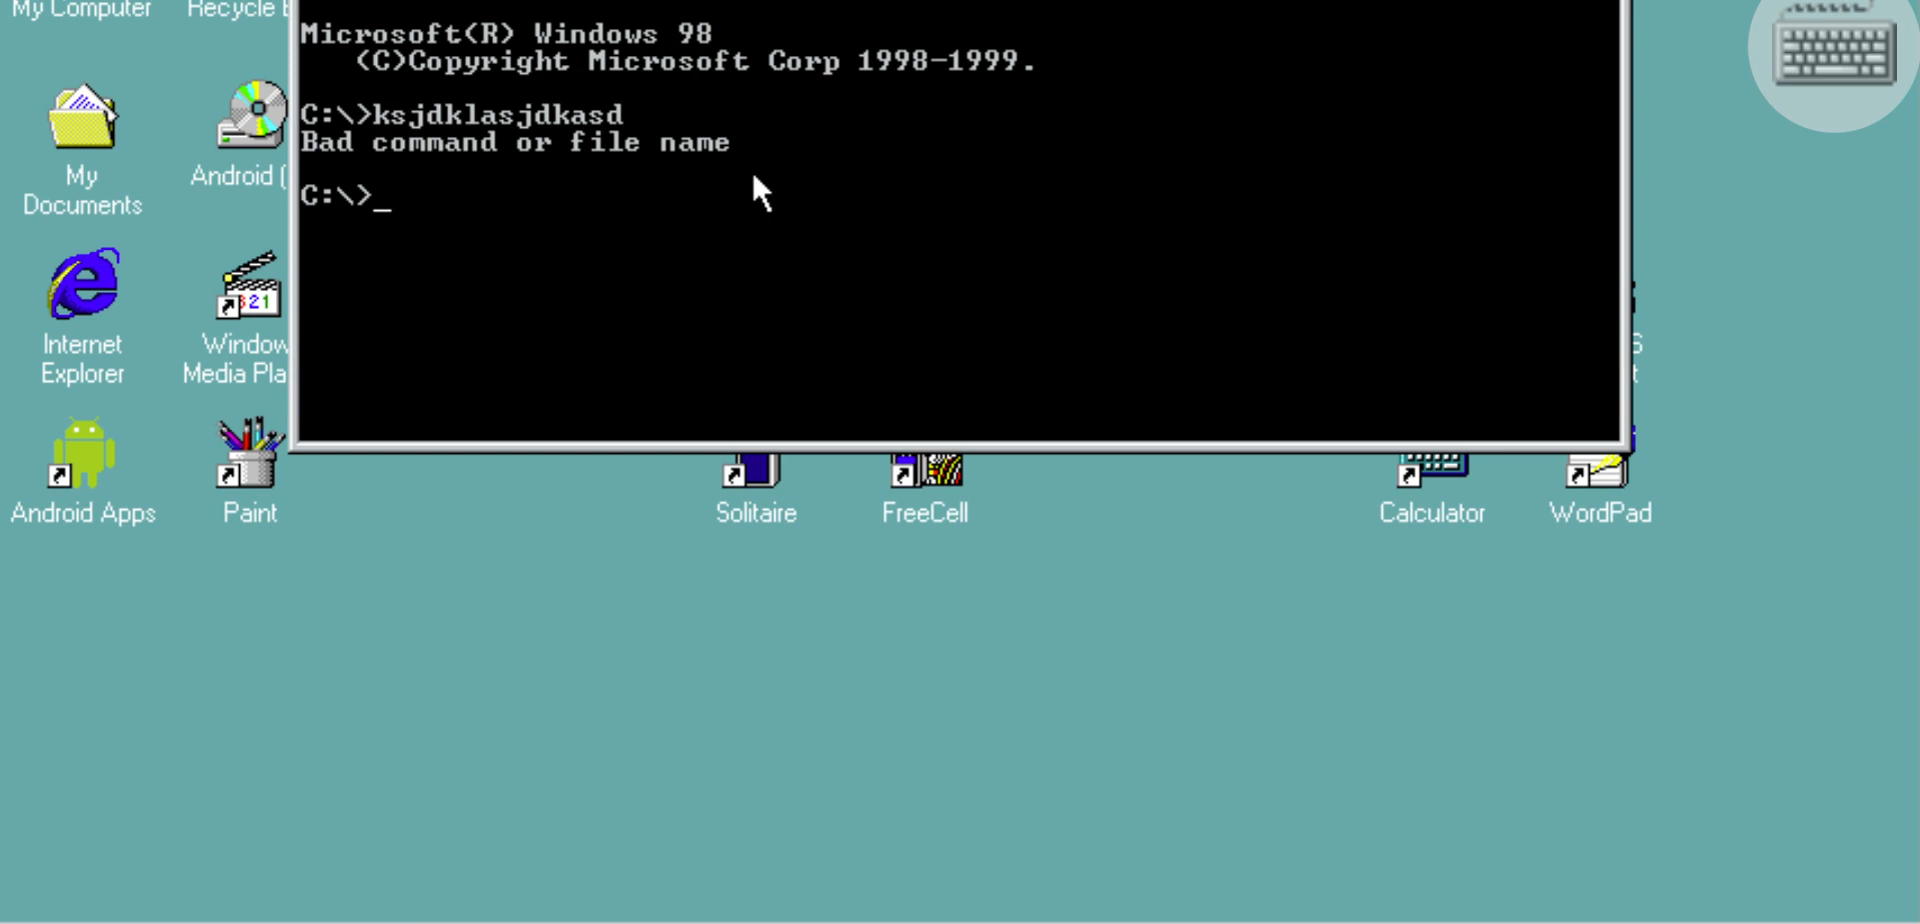 My Computer
Recycle
Microsoft(R) Windows 98
(C)Copyright Microsoft Corp 1998-1999.
C:\>ksjdklasjdkasd
Bad command or file name
C:\>_
My
Documents
Android (
Internet
Explorer
Window
Media Pla
321
Android Apps
Paint
Solitaire
FreeCell
Calculator
WordPad